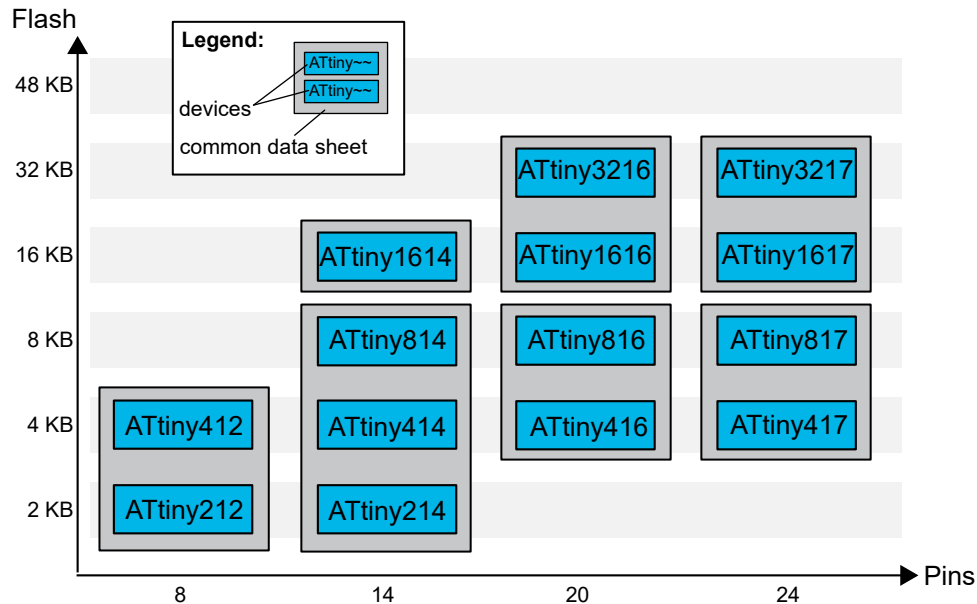 Flash
Legend:
ATtiny~~
ATtiny~~
devices
common data sheet
48 KB
32 KB
ATtiny3216
ATtiny3217
16 KB
ATtiny1614
ATtiny1616
ATtiny1617
8 KB
ATtiny814
ATtiny816
ATtiny817
4 KB
ATtiny412
ATtiny414
ATtiny416
ATtiny417
2 KB
ATtiny212
ATtiny214
8
14
20
24
Pins